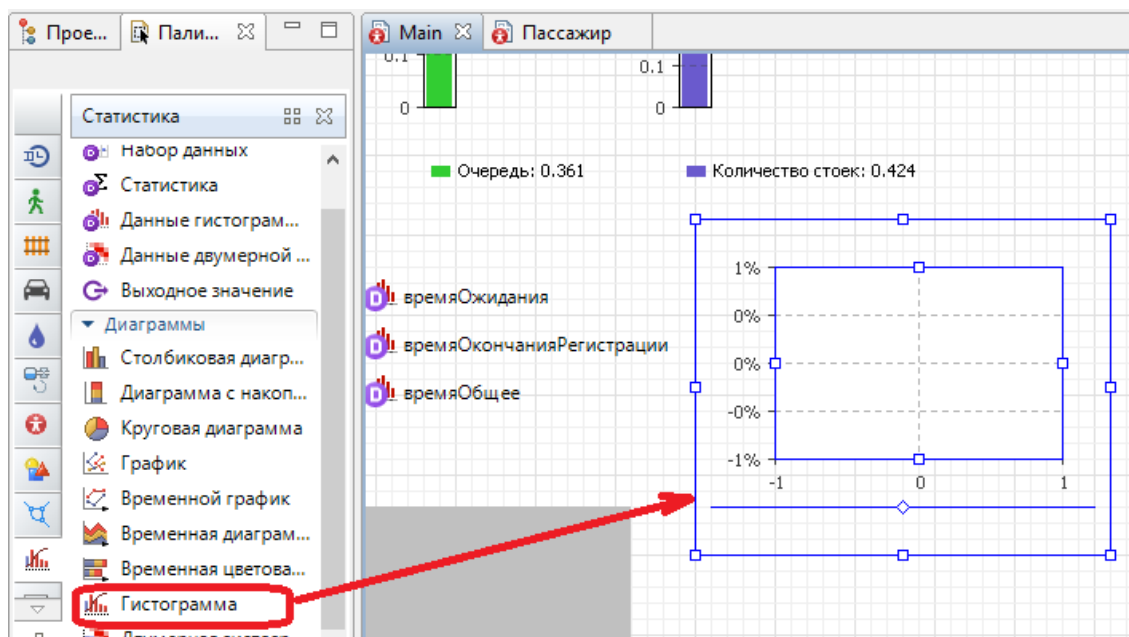 Прое...
Пали...
Main
Пассажир
Статистика
Набор данных
Статистика
Данные гистограм...
Данные двумерной ...
Выходное значение
Диаграммы
Столбиковая диагр...
Диаграмма с накоп...
Круговая диаграмма
График
Временной график
Временная диаграм...
Временная цветова...
Гистограмма
0.1
0
0.1
0
Очередь: 0.361
Количество стоек: 0.424
времяОжидания
времяОкончанияРегистрации
времяОбщее
1%
0%
0%
-0%
-1%
-1
0
1